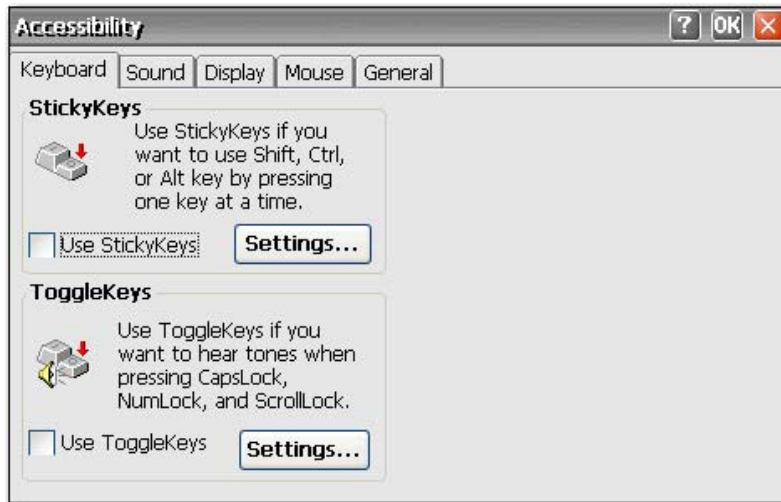 Accessibility ? OK X
Keyboard Sound Display Mouse General
StickyKeys
Use StickyKeys if you
want to use Shift, Ctrl,
or Alt key by pressing
one key at a time.
Use StickyKeys Settings...
ToggleKeys
Use ToggleKeys if you
want to hear tones when
pressing CapsLock,
NumLock, and ScrollLock.
Use ToggleKeys Settings...